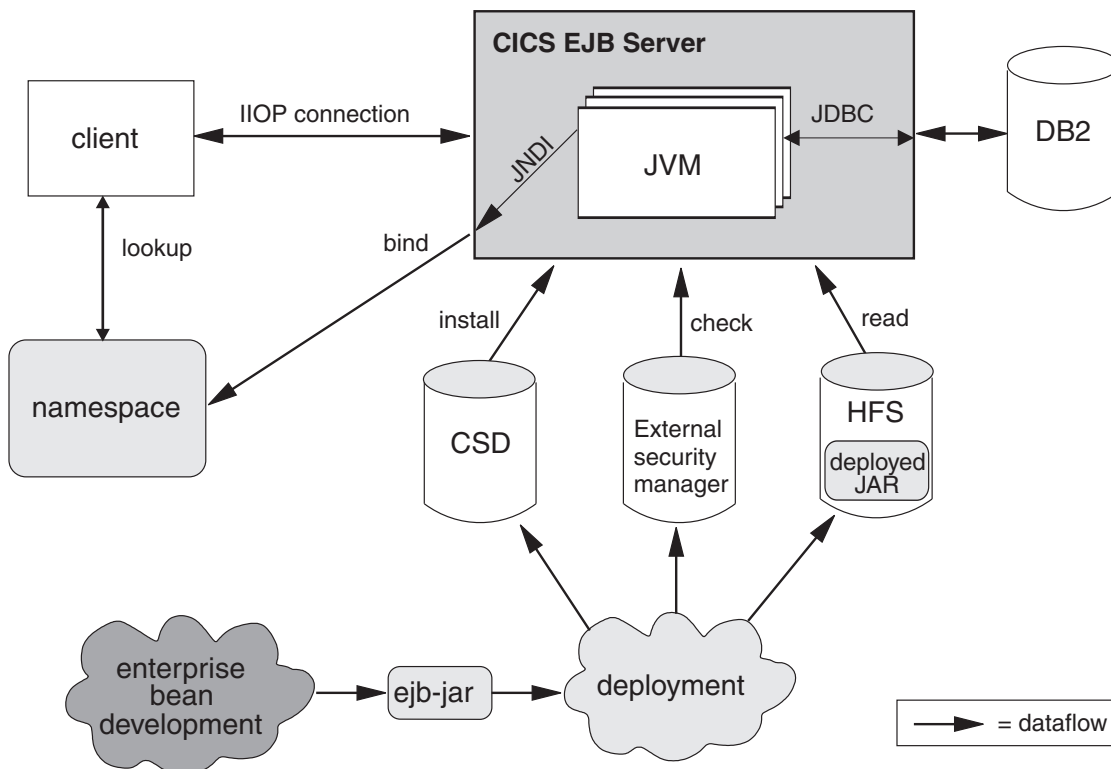 CICS EJB Server
client
IIOP connection
JNDI
JVM
JDBC
DB2
lookup
bind
namespace
install
check
read
CSD
External
security
manager
HFS
deployed
JAR
enterprise
bean
development
ejb-jar
deployment
= dataflow